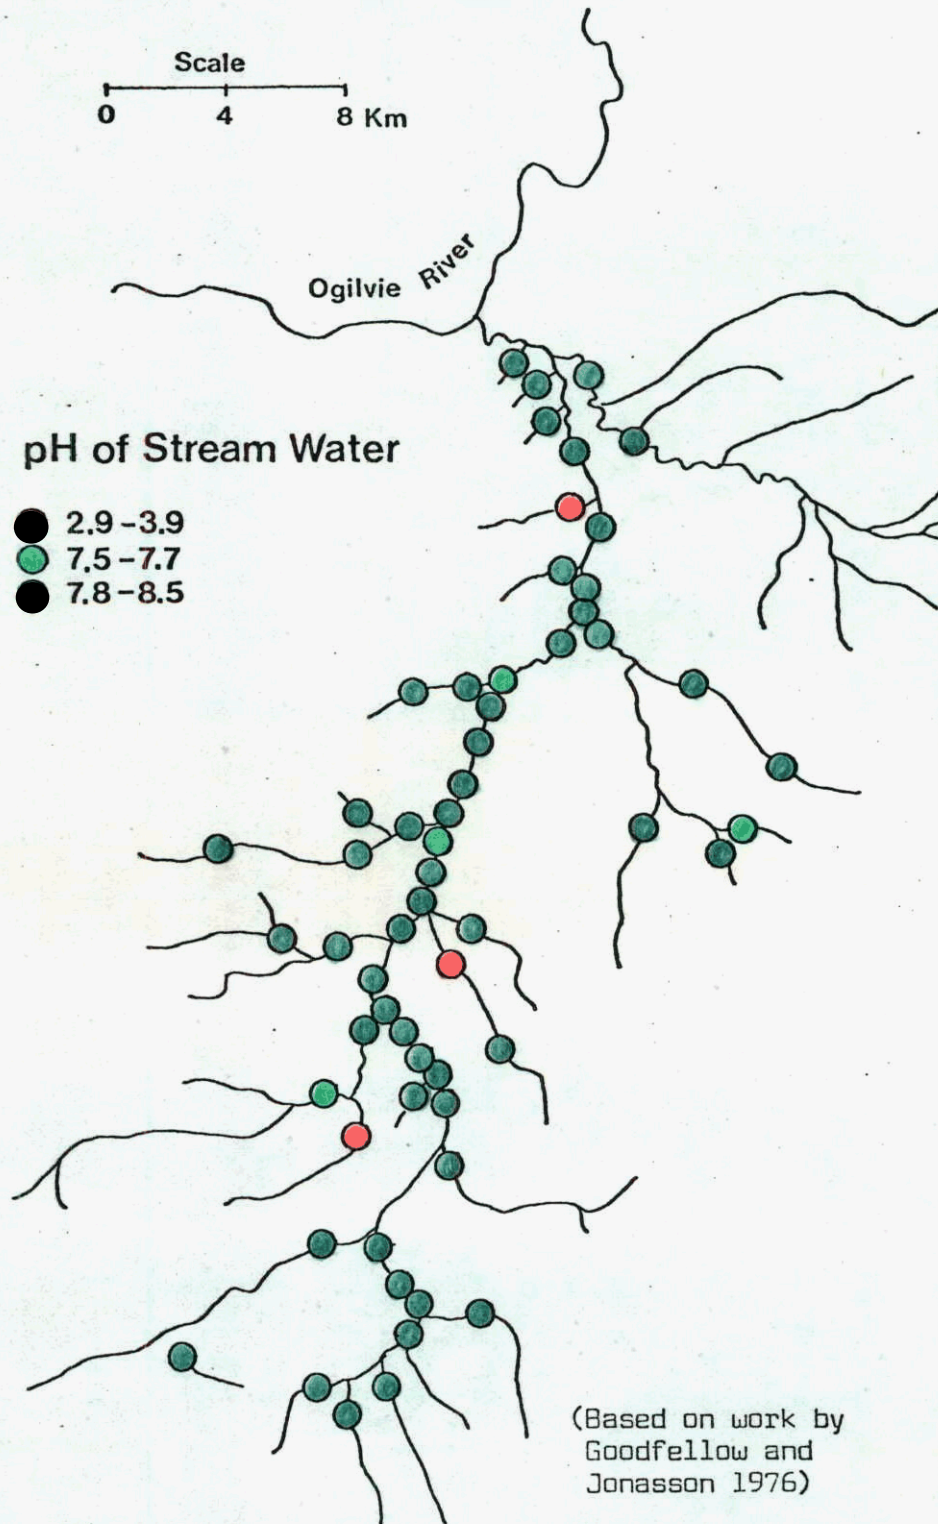 Scale
0 4 8 Km
Ogilvie River
pH of Stream Water
2.9-3.9
7.5-7.7
7.8-8.5
(Based on work by
Goodfellow and
Jonasson 1976)